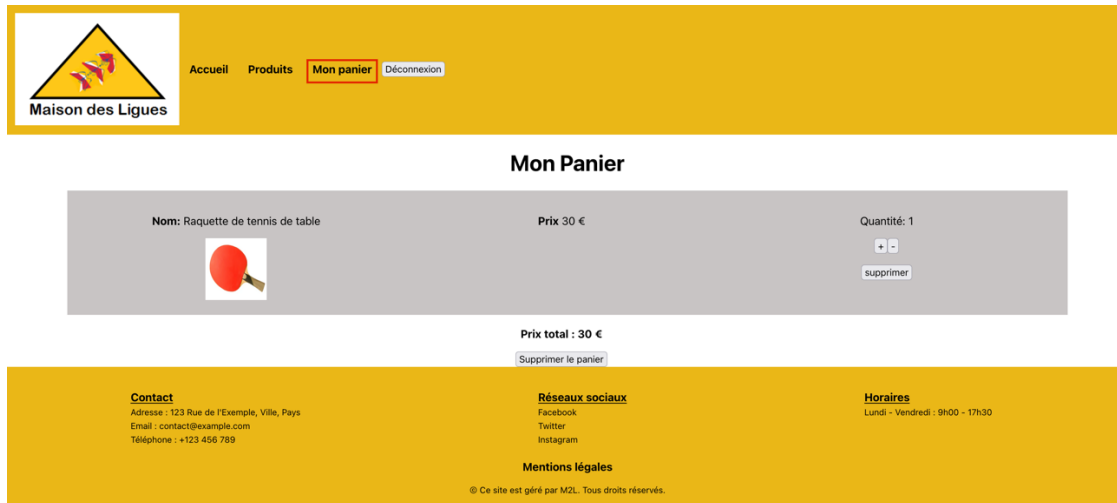 Maison des Ligues
Accueil Produits Mon panier Déconnexion
Mon Panier
Nom: Raquette de tennis de table
Prix 30 €
Quantité: 1
+ -
supprimer
Prix total : 30 €
Supprimer le panier
Contact
Adresse : 123 Rue de l'Exemple, Ville, Pays
Email : contact@example.com
Téléphone : +123 456 789
Réseaux sociaux
Facebook
Twitter
Instagram
Horaires
Lundi - Vendredi : 9h00 - 17h30
Mentions légales
© Ce site est géré par M2L. Tous droits réservés.